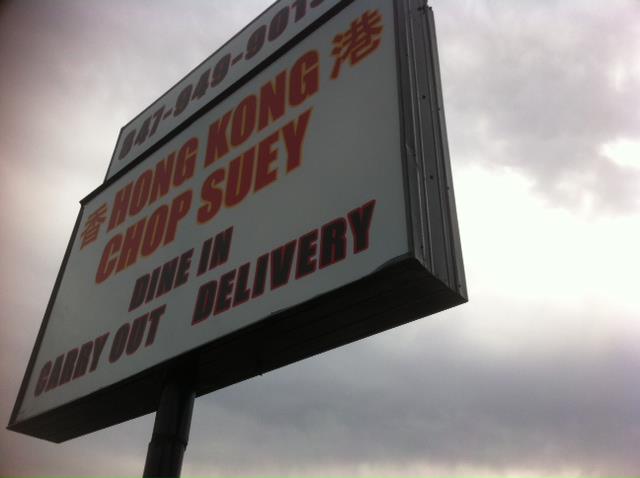 847-949-901
香 HONG KONG 港
CHOP SUEY
DINE IN
CARRY OUT DELIVERY